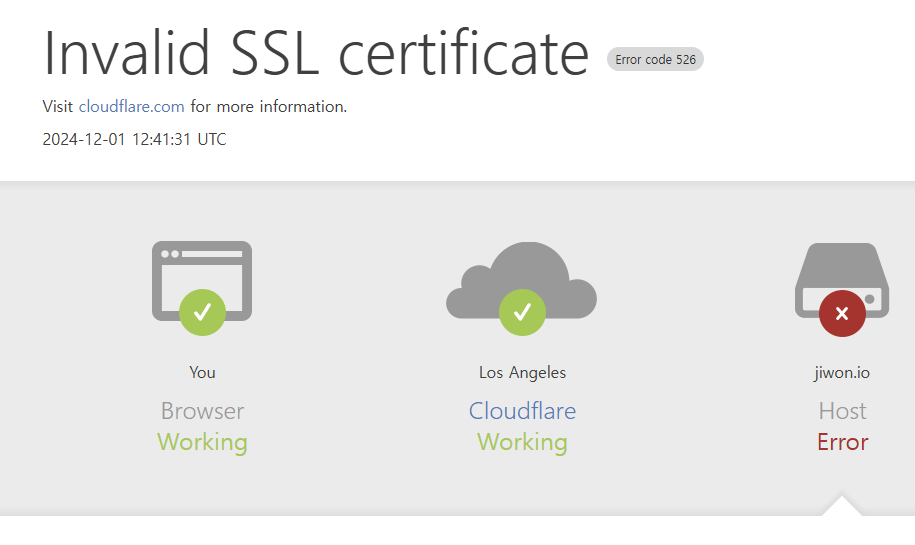 Invalid SSL certificate Error code 526
Visit cloudflare.com for more information.
2024-12-01 12:41:31 UTC
You
Browser
Working
Los Angeles
Cloudflare
Working
jiwon.io
Host
Error